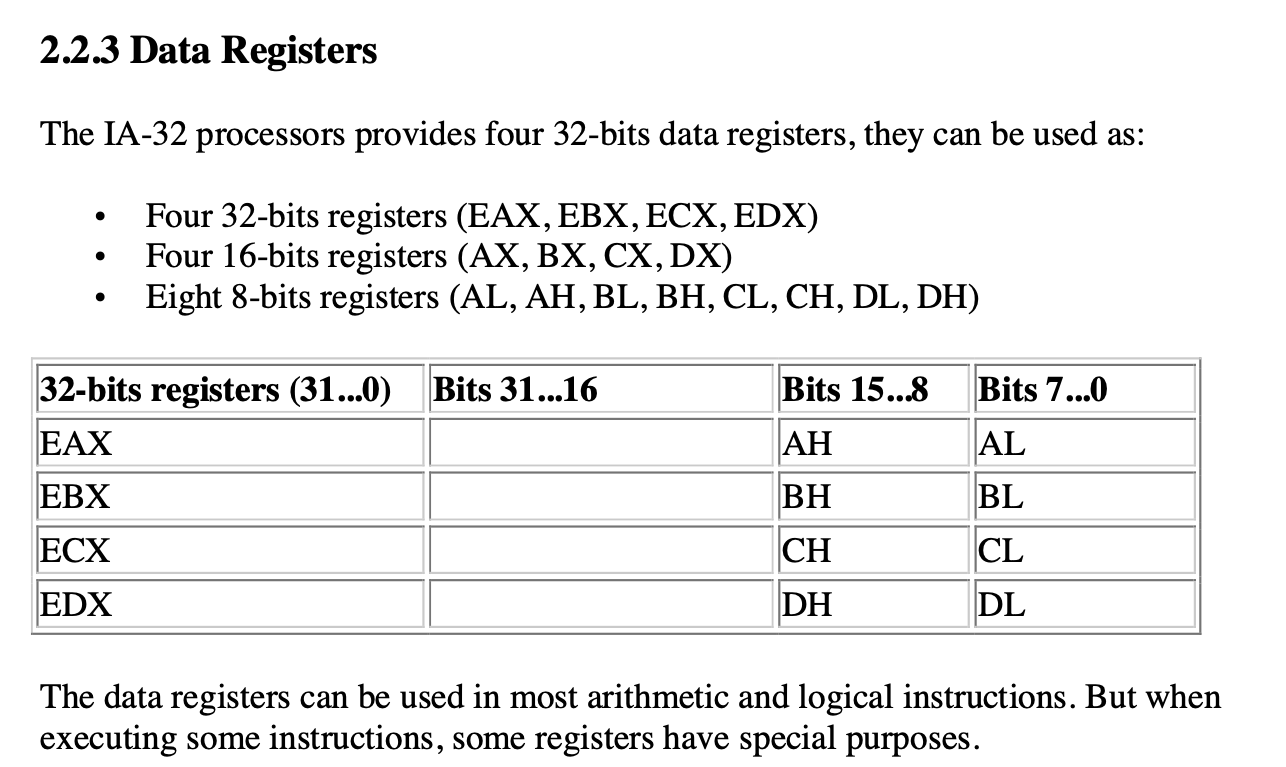 2.2.3 Data Registers
The IA-32 processors provides four 32-bits data registers, they can be used as:
• Four 32-bits registers (EAX, EBX, ECX, EDX)
• Four 16-bits registers (AX, BX, CX, DX)
• Eight 8-bits registers (AL, AH, BL, BH, CL, CH, DL, DH)
32-bits registers (31...0) Bits 31...16 Bits 15...8 Bits 7...0
EAX AH AL
EBX BH BL
ECX CH CL
EDX DH DL
The data registers can be used in most arithmetic and logical instructions. But when
executing some instructions, some registers have special purposes.